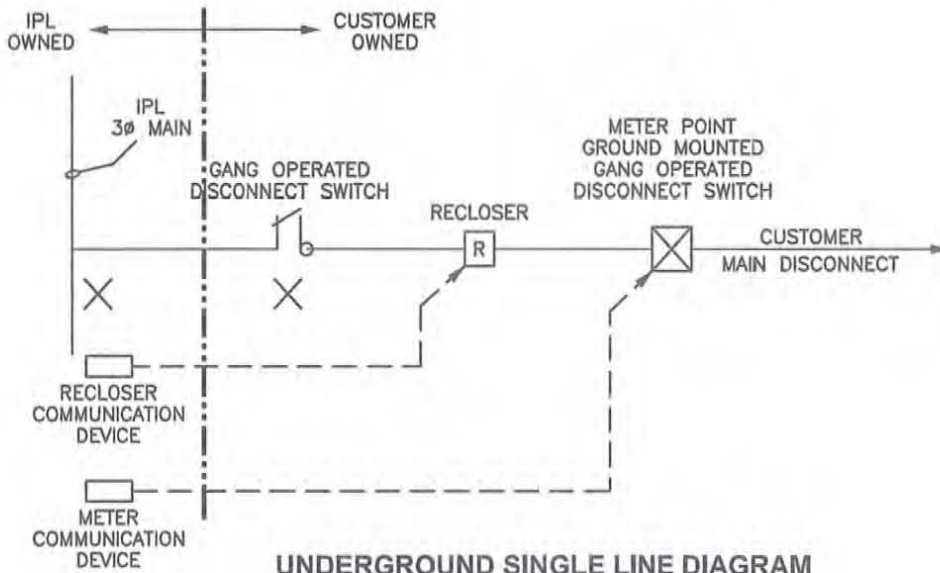 IPL
OWNED
CUSTOMER
OWNED
IPL
3ø MAIN
GANG OPERATED
DISCONNECT SWITCH
RECLOSER
METER POINT
GROUND MOUNTED
GANG OPERATED
DISCONNECT SWITCH
R
CUSTOMER
MAIN DISCONNECT
RECLOSER
COMMUNICATION
DEVICE
METER
COMMUNICATION
DEVICE
UNDERGROUND SINGLE LINE DIAGRAM